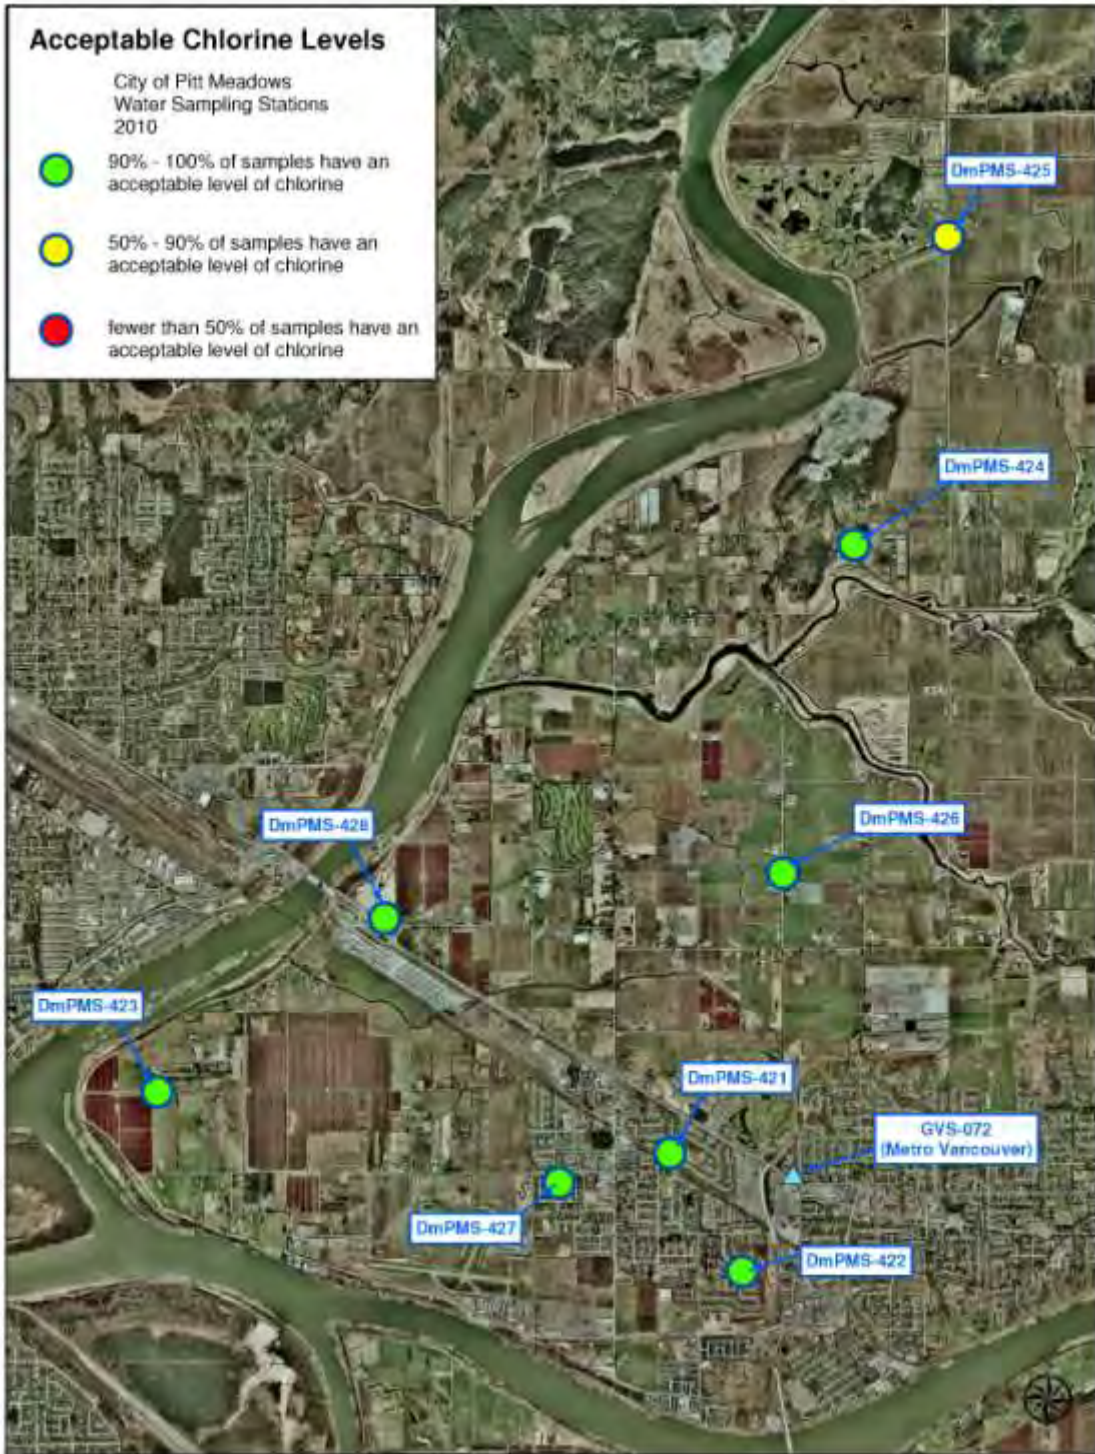 Acceptable Chlorine Levels
City of Pitt Meadows
Water Sampling Stations
2010
90% - 100% of samples have an
acceptable level of chlorine
50% - 90% of samples have an
acceptable level of chlorine
fewer than 50% of samples have an
acceptable level of chlorine
DmPMS-425
DmPMS-424
DmPMS-428
DmPMS-426
DmPMS-423
DmPMS-421
GVS-072
(Metro Vancouver)
DmPMS-427
DmPMS-422